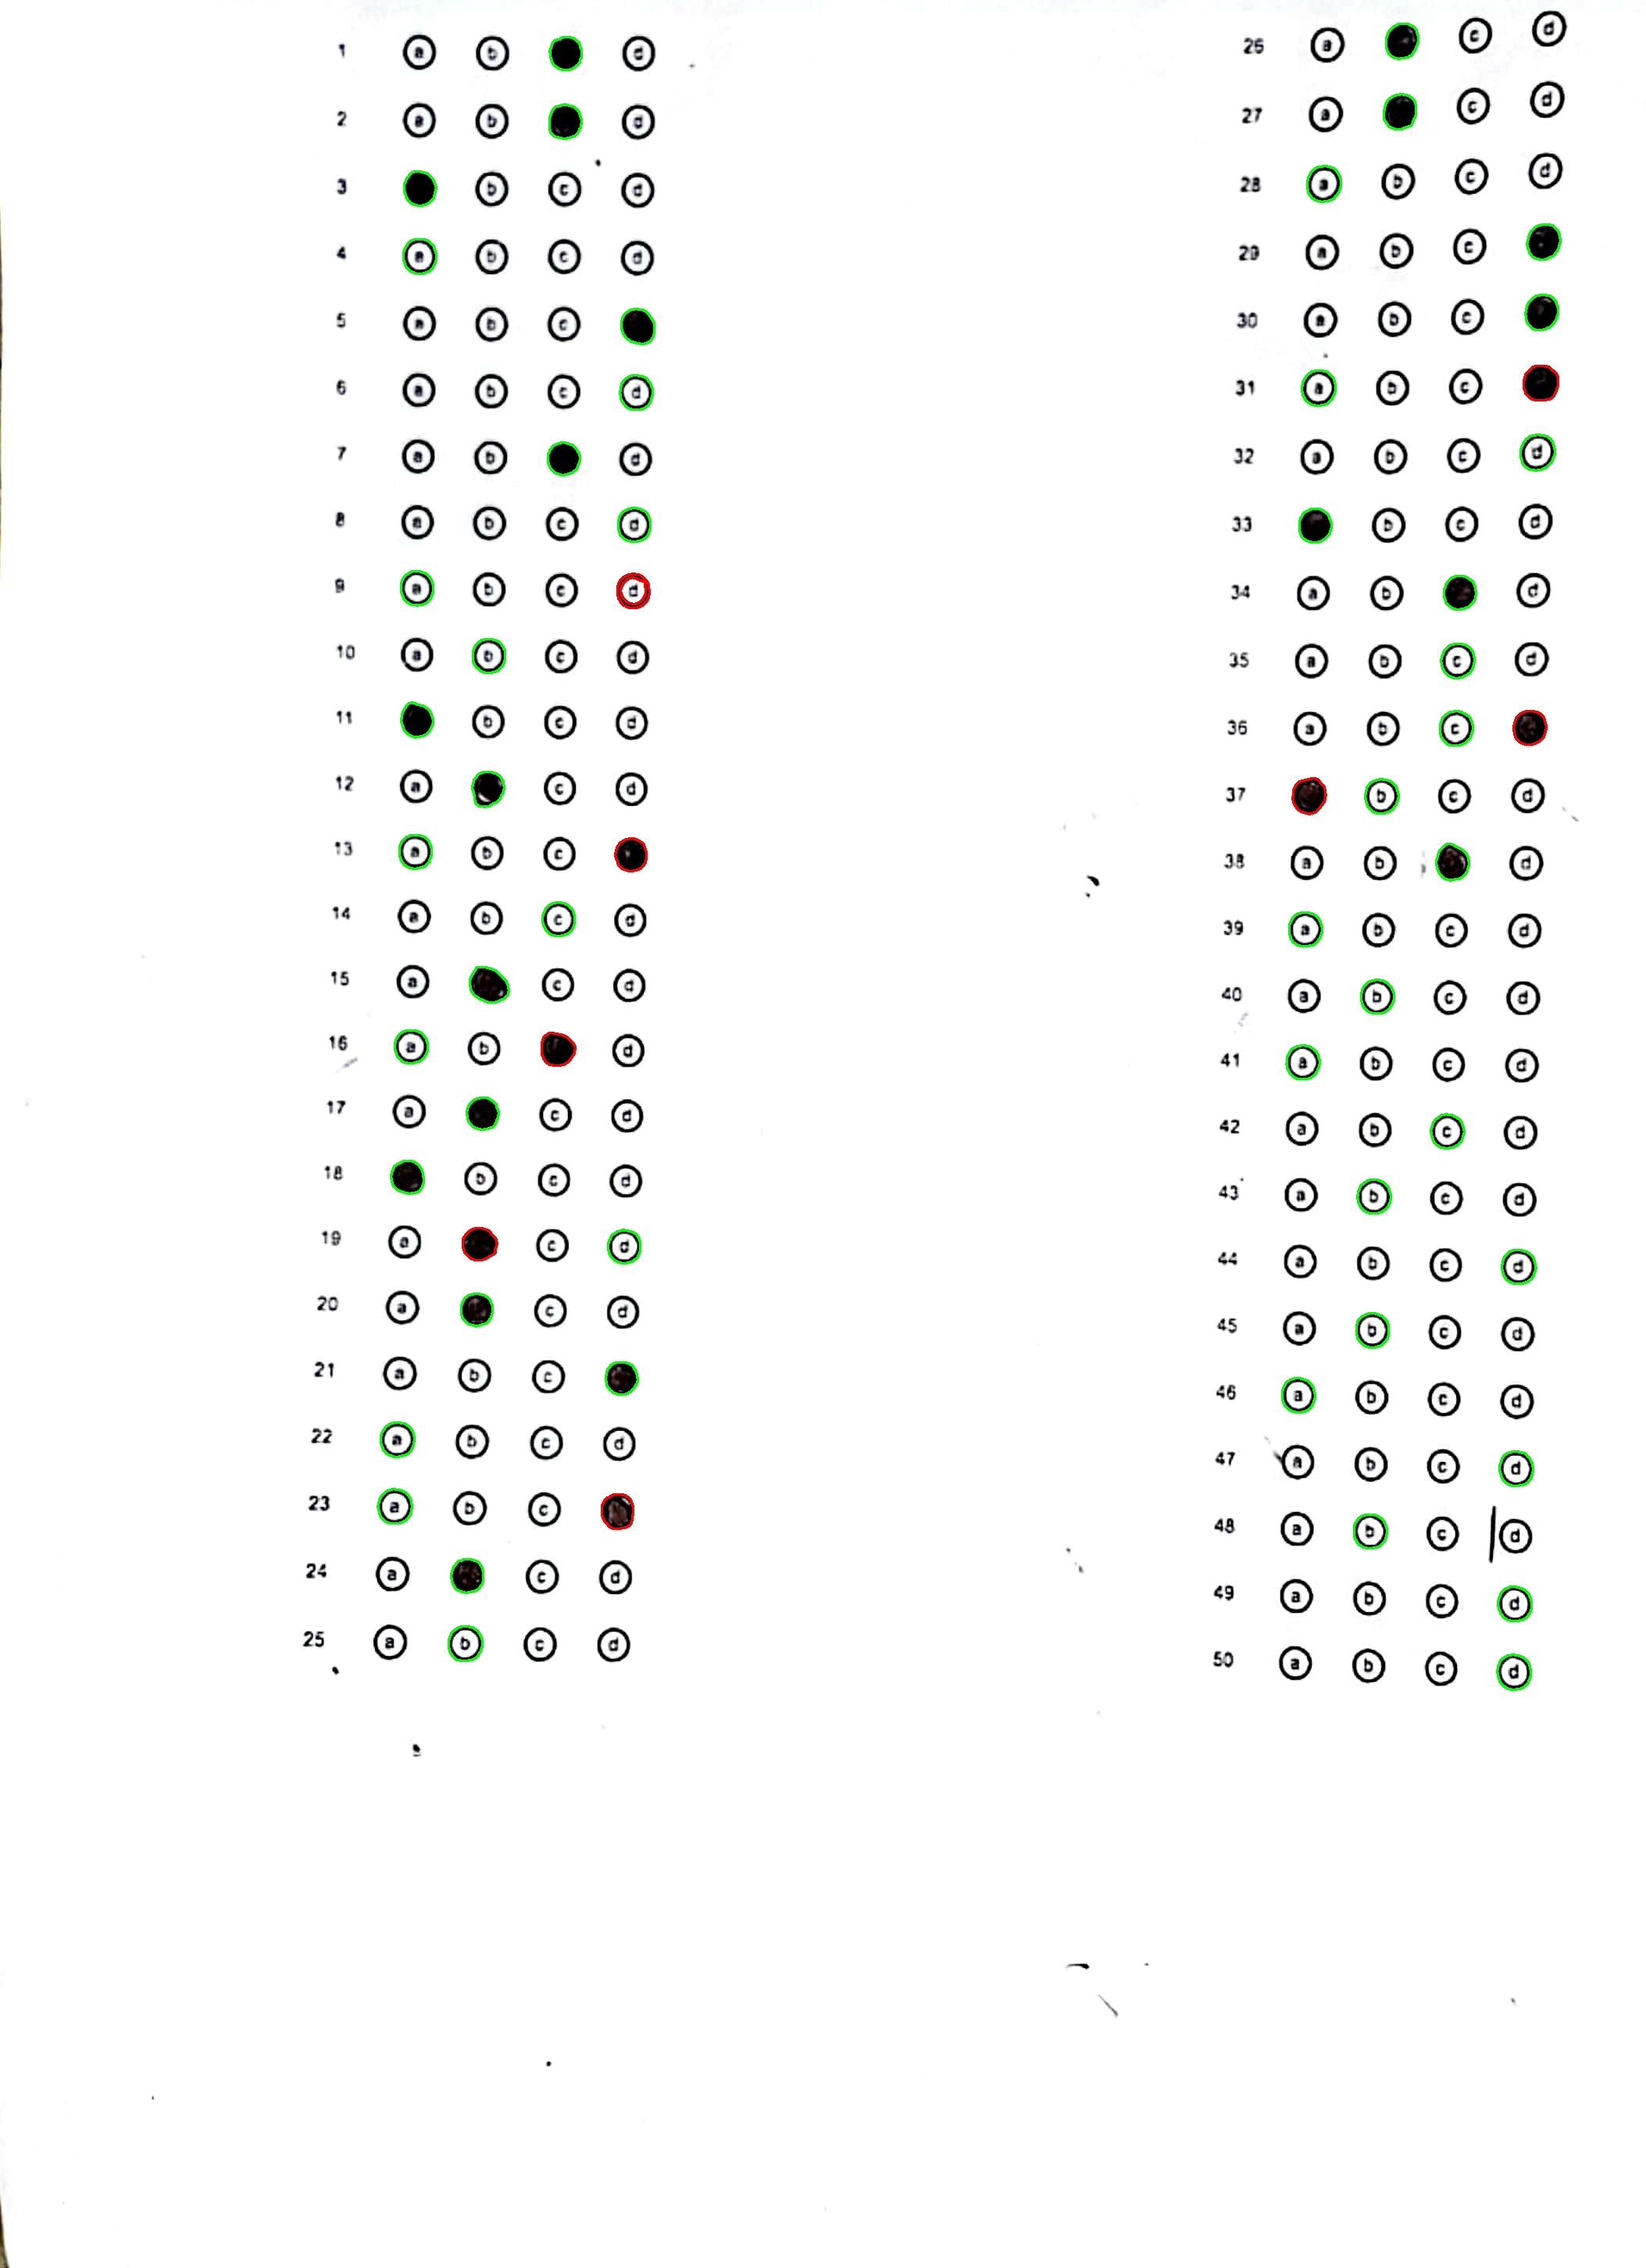 1 a b d
2 a b d
3 b c d
4 a b c d
5 a b c
6 a b c d
7 a b d
8 a b c d
9 a b c d
10 a b c d
11 b c d
12 a c d
13 a b c
14 a b c d
15 a c d
16 a b d
17 a c d
18 b c d
19 a c d
20 a c d
21 a b c
22 a b c d
23 a b c
24 a c d
25 a b c d
26 a c d
27 a c d
28 a b c d
29 a b c
30 a b c
31 a b c
32 a b c d
33 b c d
34 a b d
35 a b c d
36 a b c
37 b c d
38 a b d
39 a b c d
40 a b c d
41 a b c d
42 a b c d
43 a b c d
44 a b c d
45 a b c d
46 a b c d
47 a b c d
48 a b c d
49 a b c d
50 a b c d